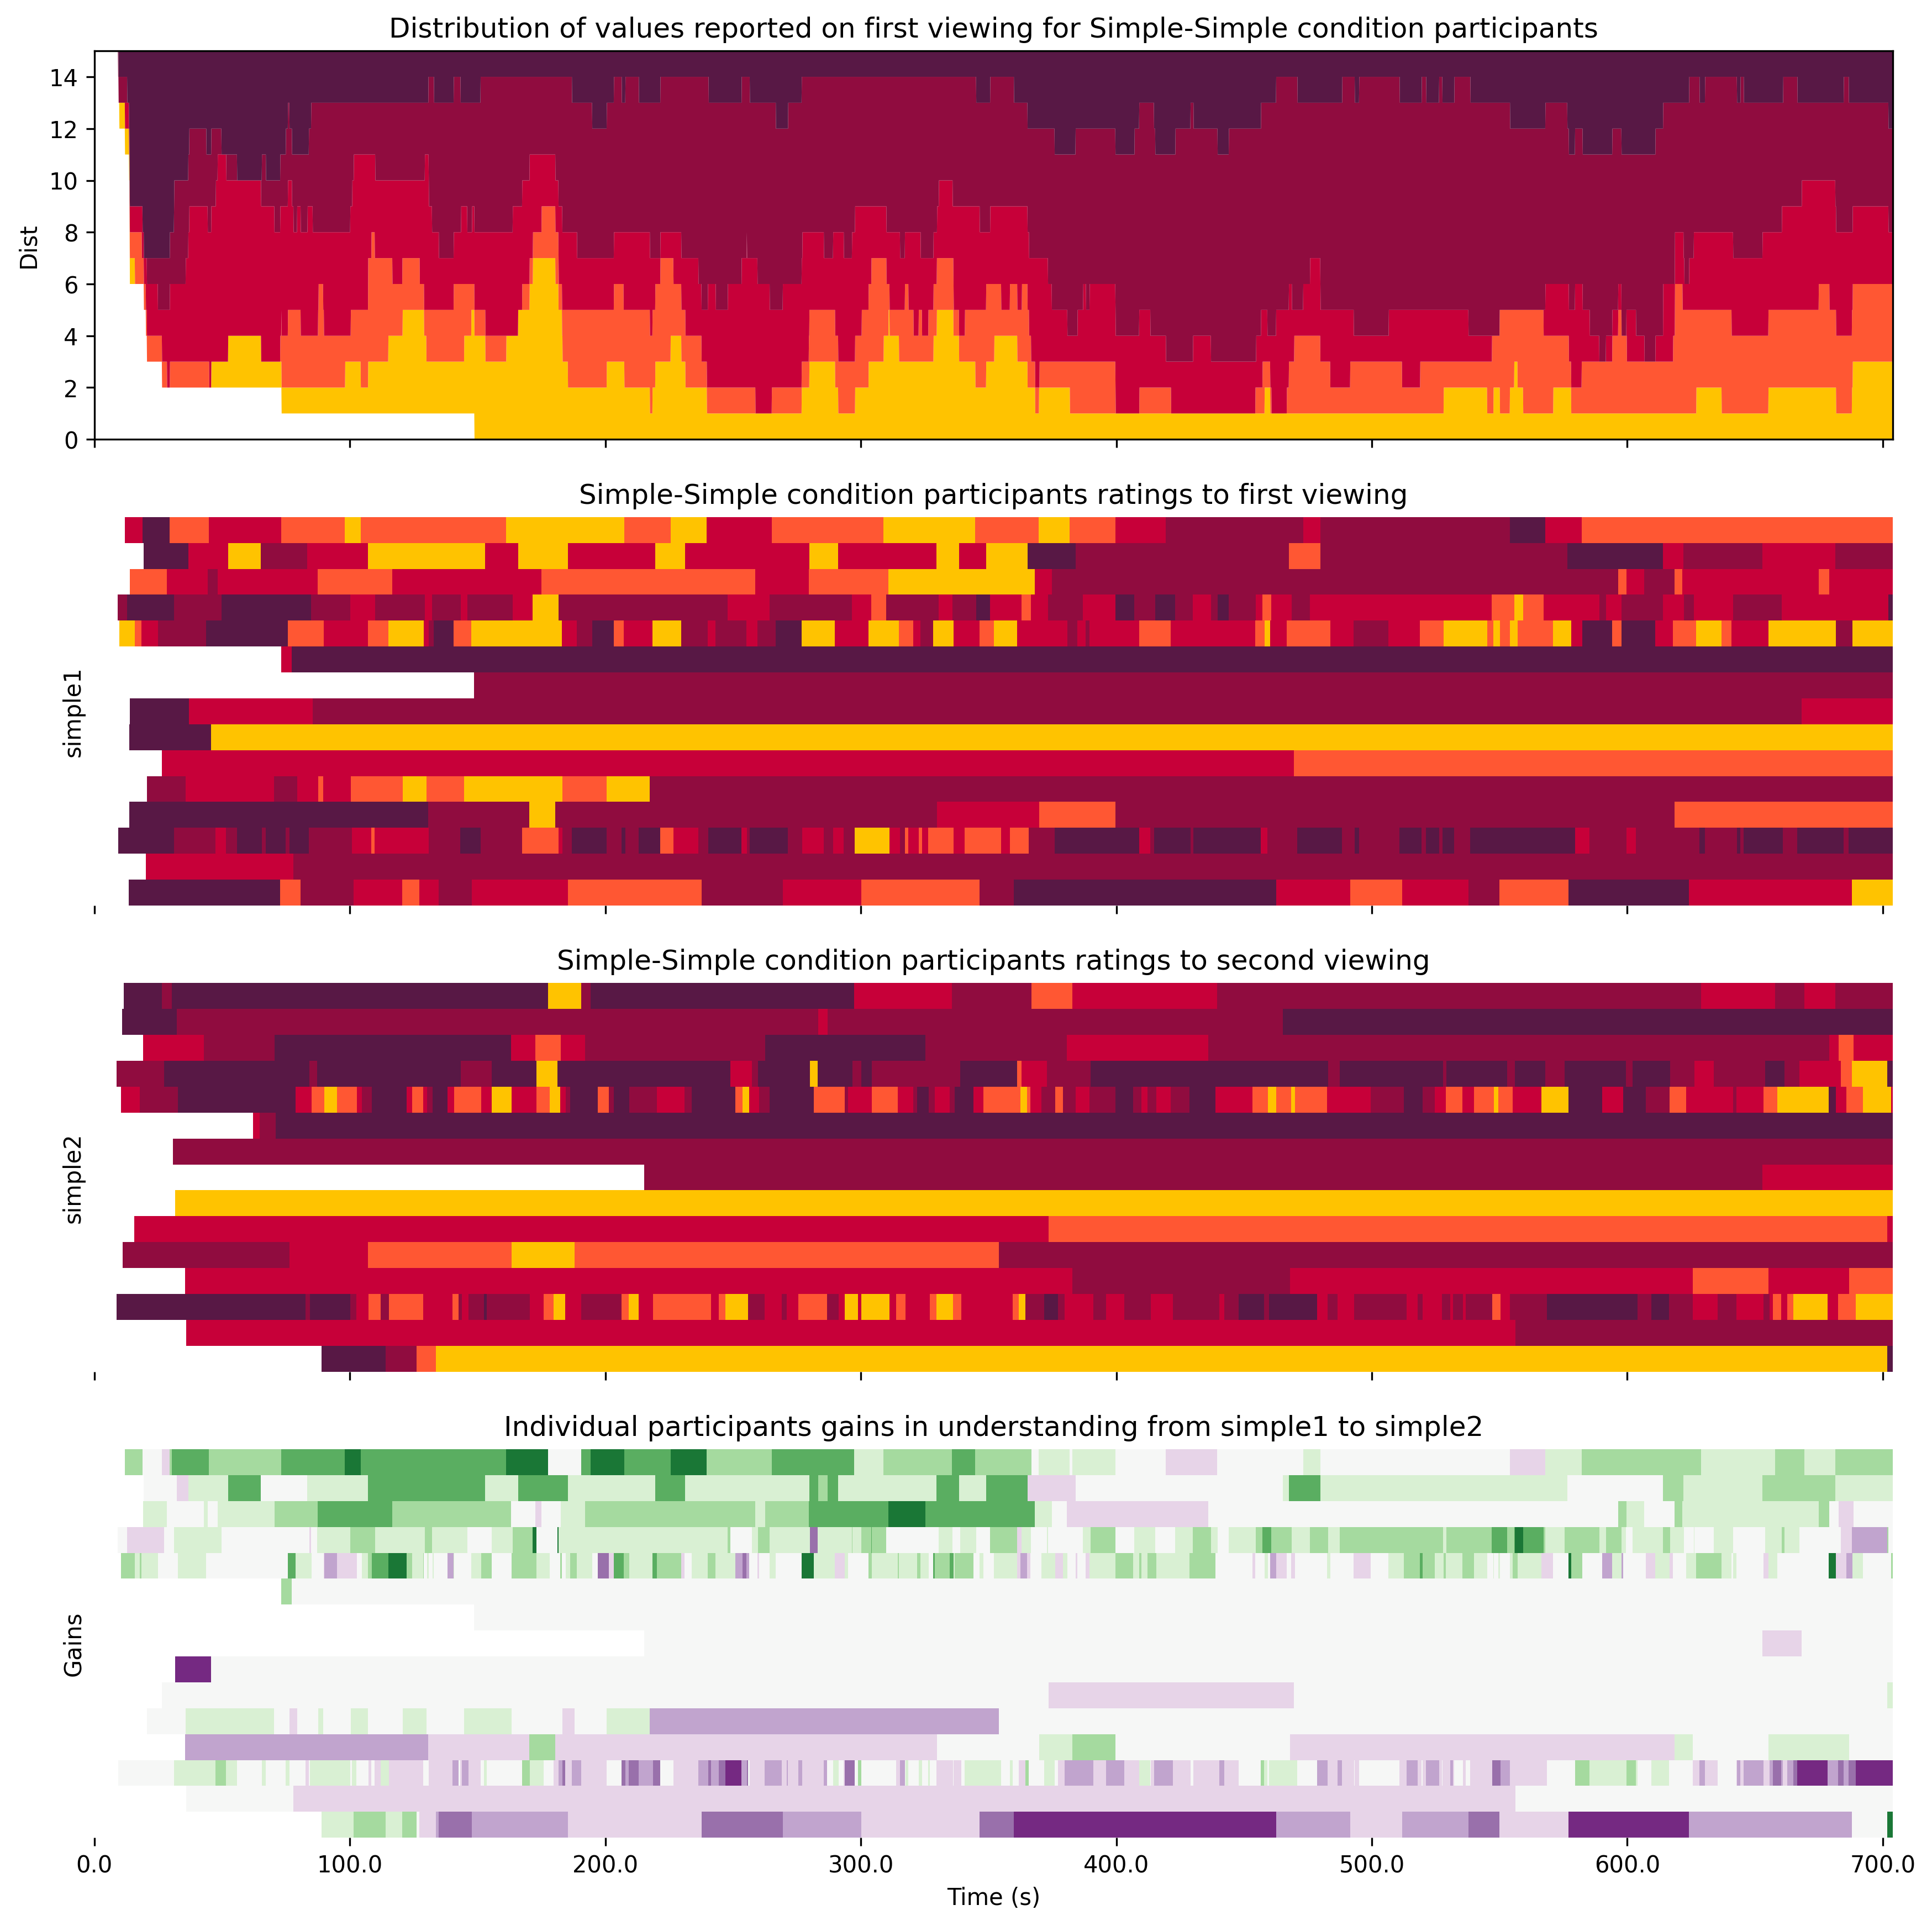 Distribution of values reported on first viewing for Simple-Simple condition participants
14
12
10
8
6
4
2
0
Dist
Simple-Simple condition participants ratings to first viewing
simple1
Simple-Simple condition participants ratings to second viewing
simple2
Individual participants gains in understanding from simple1 to simple2
Gains
0.0 100.0 200.0 300.0 400.0 500.0 600.0 700.0
Time (s)